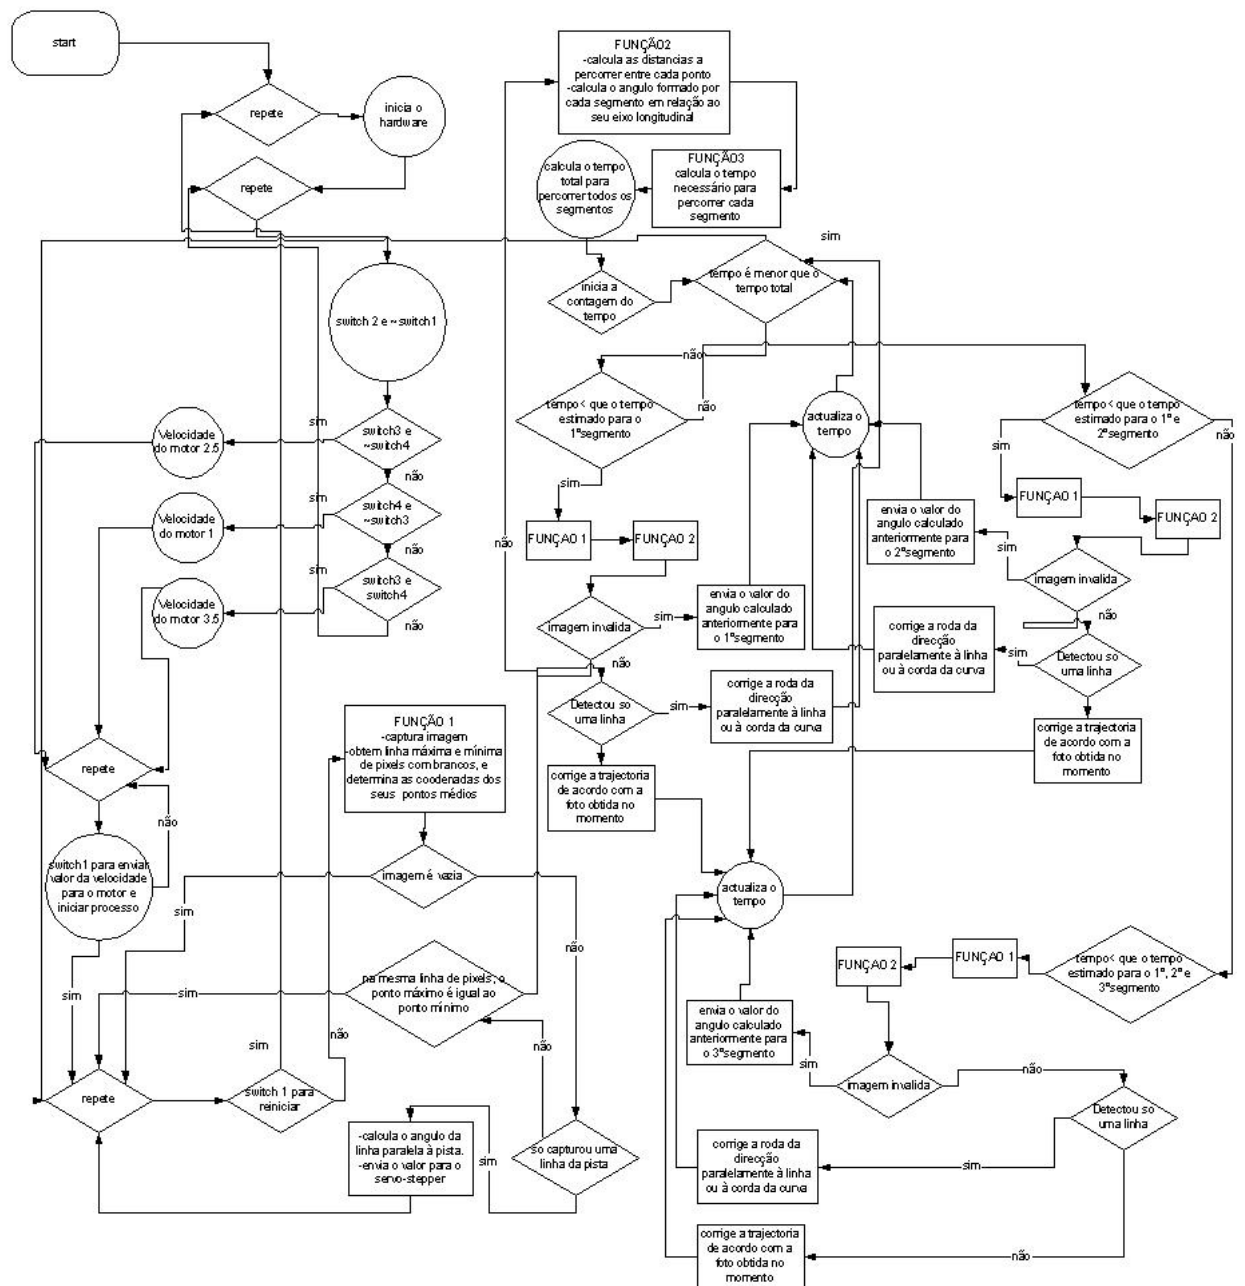 start
repete
inicia o
hardware
repete
switch 2 e ~switch1
switch3 e
~switch4
sim
não
Velocidade
do motor 2.5
switch4 e
~switch3
sim
não
Velocidade
do motor 1
switch3 e
switch4
sim
não
Velocidade
do motor 3.5
repete
não
switch1 para enviar
valor da velocidade
para o motor e
iniciar processo
sim
repete
switch 1 para
reiniciar
sim
não
FUNÇÃO 1
-captura imagem
-obtem linha máxima e mínima
de pixels com brancos, e
determina as coodenadas dos
seus pontos médios
imagem é vazia
sim
não
na mesma linha de pixels, o
ponto máximo é igual ao
ponto mínimo
sim
não
so capturou uma
linha da pista
não
sim
-calcula o angulo da
linha paralela à pista.
-envia o valor para o
servo-stepper
FUNÇÃO2
-calcula as distancias a
percorrer entre cada ponto
-calcula o angulo formado por
cada segmento em relação ao
seu eixo longitudinal
FUNÇÃO3
calcula o tempo
necessário para
percorrer cada
segmento
calcula o tempo
total para
percorrer todos os
segmentos
inicia a
contagem do
tempo
tempo é menor que o
tempo total
sim
não
tempo< que o tempo
estimado para o
1ºsegmento
não
não
sim
FUNÇAO 1
FUNÇAO 2
imagem invalida
sim
não
envia o valor do
angulo calculado
anteriormente para
o 1ºsegmento
Detectou so
uma linha
sim
corrige a roda da
direcção
paralelamente à linha
ou à corda da curva
corrige a trajectoria
de acordo com a
foto obtida no
momento
actualiza o
tempo
tempo< que o tempo
estimado para o 1º e
2ºsegmento
sim
não
FUNÇAO 1
FUNÇAO 2
imagem invalida
sim
não
envia o valor do
angulo calculado
anteriormente para
o 2ºsegmento
Detectou so
uma linha
sim
corrige a roda da
direcção
paralelamente à linha
ou à corda da curva
corrige a trajectoria
de acordo com a
foto obtida no
momento
actualiza o
tempo
tempo< que o tempo
estimado para o 1º, 2º e
3ºsegmento
FUNÇAO 1
FUNÇAO 2
imagem invalida
sim
não
envia o valor do
angulo calculado
anteriormente para
o 3ºsegmento
Detectou so
uma linha
sim
não
corrige a roda da
direcção
paralelamente à linha
ou à corda da curva
corrige a trajectoria
de acordo com a
foto obtida no
momento